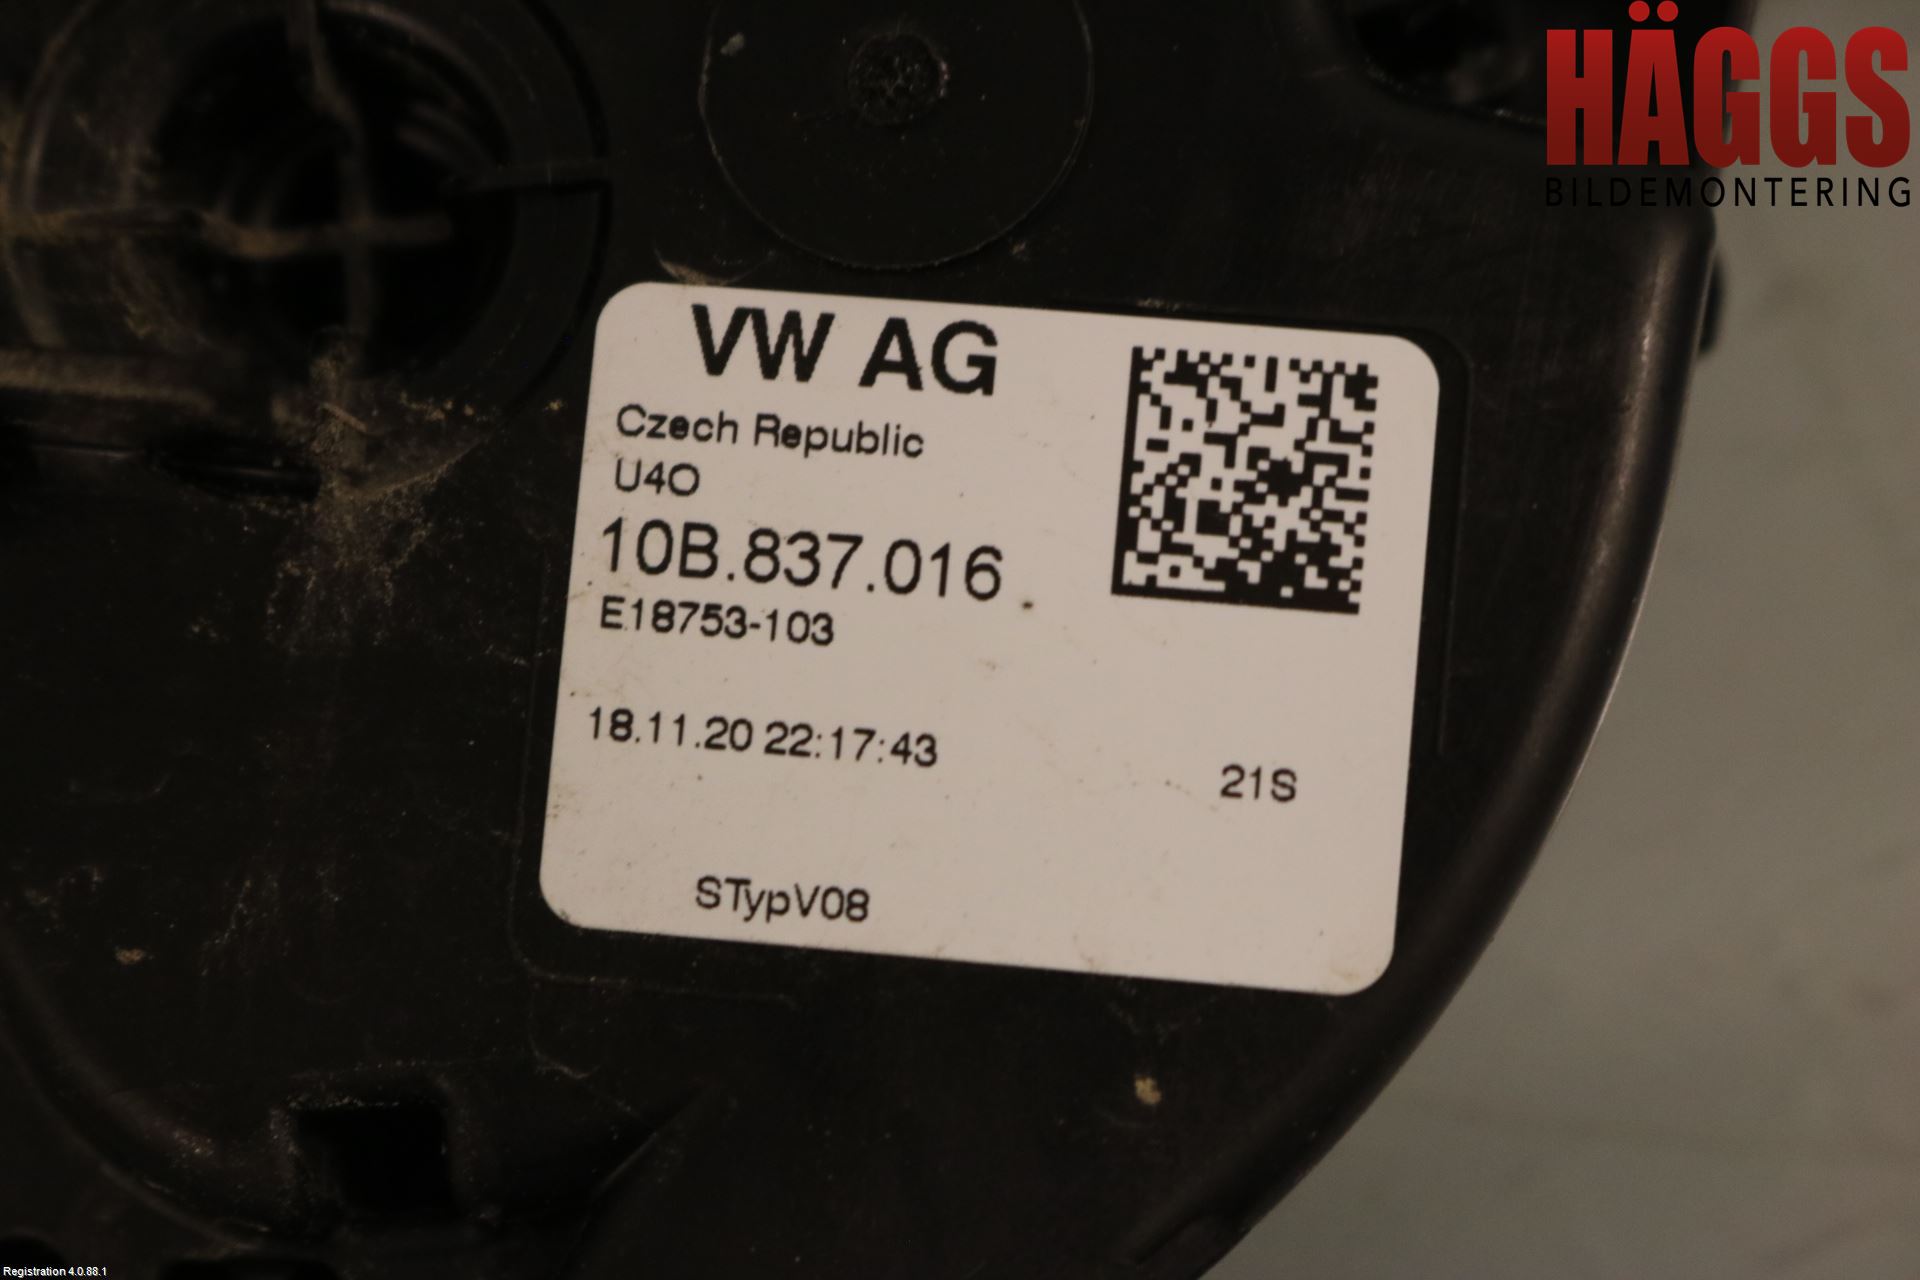 HÄGGS
BILDEMONTERING
VW AG
Czech Republic
U4O
10B.837.016
E18753-103
18.11.20 22:17:43
21S
STypV08
Registration 4.0.88.1